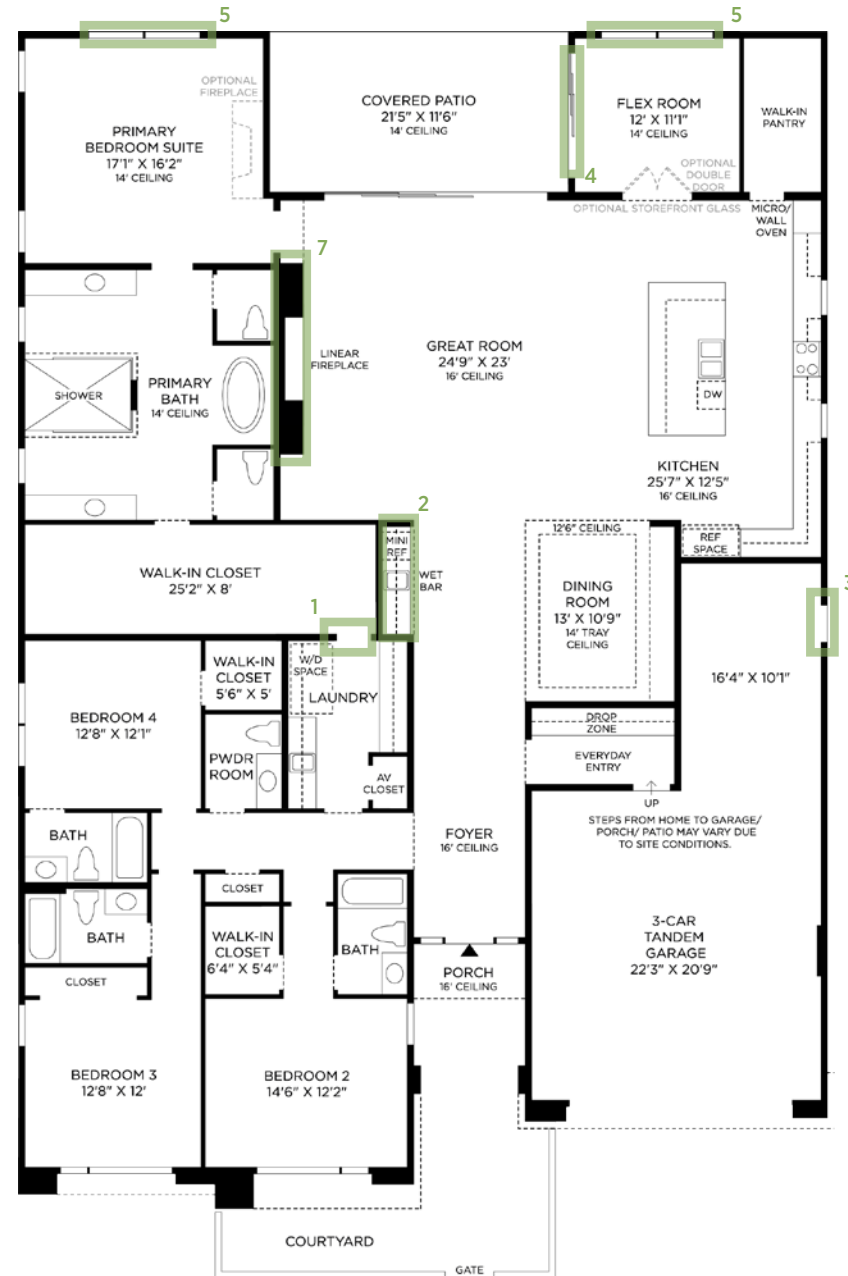 5
5
OPTIONAL
FIREPLACE
PRIMARY
BEDROOM SUITE
17'1" X 16'2"
14' CEILING
COVERED PATIO
21'5" X 11'6"
14' CEILING
FLEX ROOM
12' X 11'1"
14' CEILING
WALK-IN
PANTRY
4
OPTIONAL
DOUBLE
DOOR
OPTIONAL STOREFRONT GLASS
MICRO/
WALL
OVEN
7
LINEAR
FIREPLACE
GREAT ROOM
24'9" X 23'
16' CEILING
SHOWER
PRIMARY
BATH
14' CEILING
DW
KITCHEN
25'7" X 12'5"
16' CEILING
2
MINI
REF
WET
BAR
12'6" CEILING
REF
SPACE
WALK-IN CLOSET
25'2" X 8'
DINING
ROOM
13' X 10'9"
14' TRAY
CEILING
3
1
W/D
SPACE
WALK-IN
CLOSET
5'6" X 5'
LAUNDRY
16'4" X 10'1"
BEDROOM 4
12'8" X 12'1"
PWDR
ROOM
AV
CLOSET
DROP
ZONE
EVERYDAY
ENTRY
UP
STEPS FROM HOME TO GARAGE/
PORCH/ PATIO MAY VARY DUE
TO SITE CONDITIONS.
BATH
FOYER
16' CEILING
CLOSET
BATH
WALK-IN
CLOSET
6'4" X 5'4"
BATH
3-CAR
TANDEM
GARAGE
22'3" X 20'9"
PORCH
16' CEILING
CLOSET
BEDROOM 3
12'8" X 12'
BEDROOM 2
14'6" X 12'2"
COURTYARD
GATE